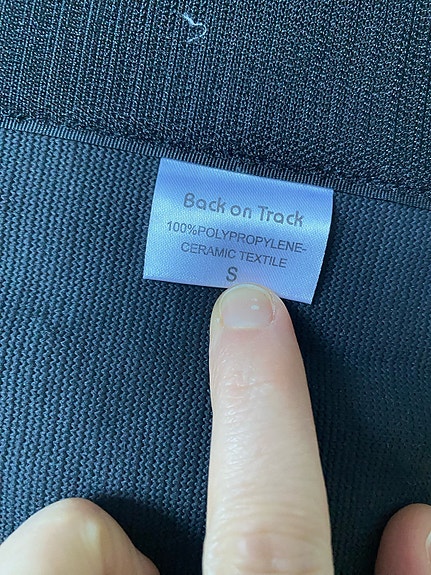 Back on Track
100%POLYPROPYLENE-
CERAMIC TEXTILE
S